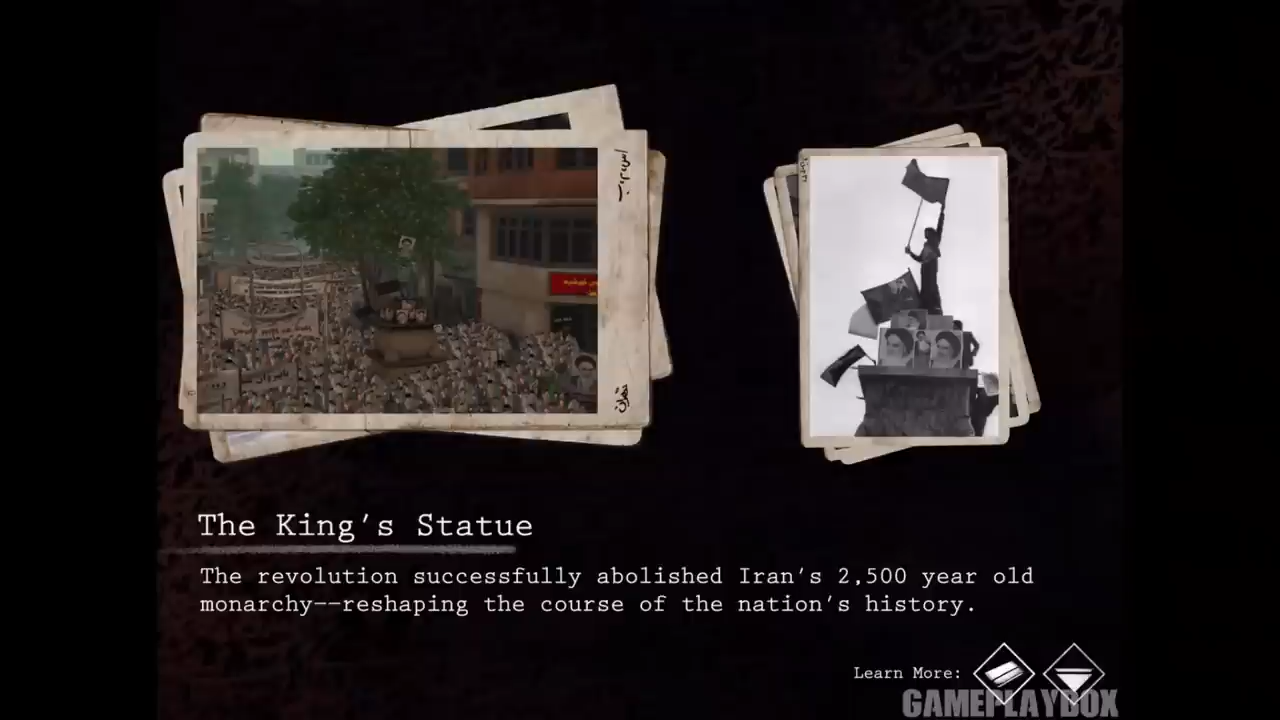 تهران
The King's Statue
The revolution successfully abolished Iran's 2,500 year old
monarchy--reshaping the course of the nation's history.
Learn More:
GAMEPLAYBOX